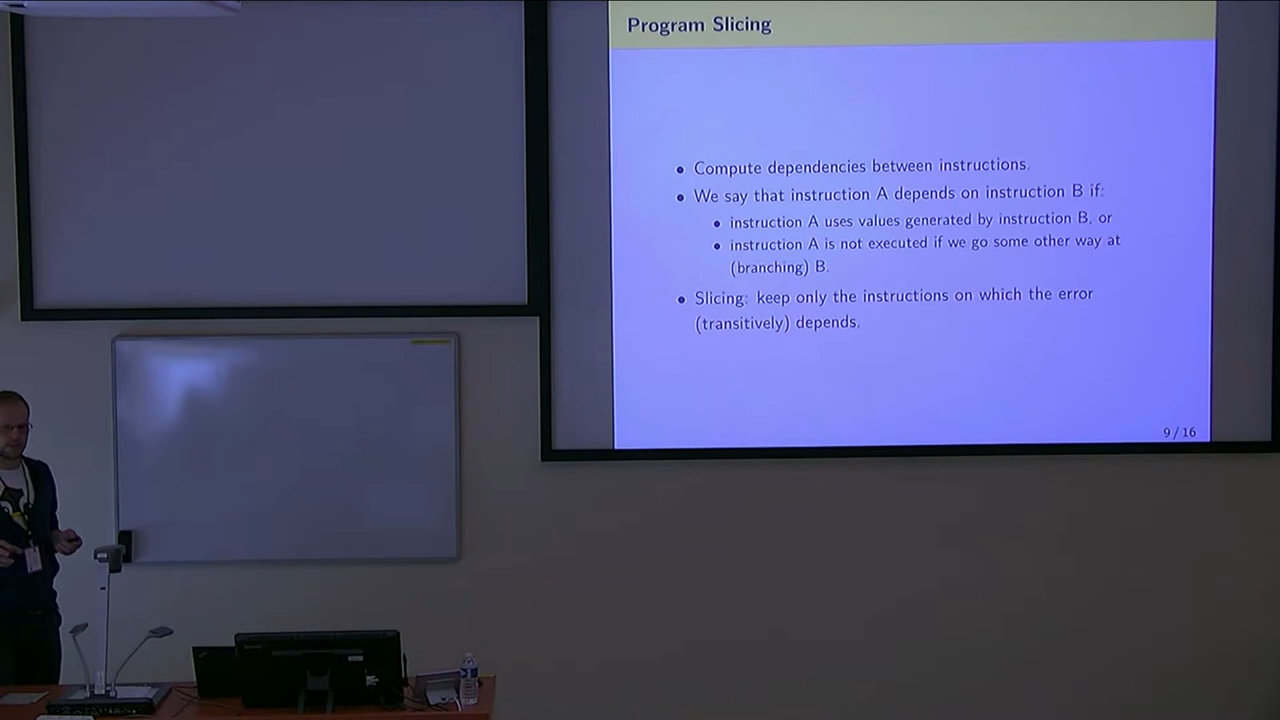 Program Slicing
Compute dependencies between instructions.
We say that instruction A depends on instruction B if:
instruction A uses values generated by instruction B, or
instruction A is not executed if we go some other way at
(branching) B.
Slicing: keep only the instructions on which the error
(transitively) depends.
9 / 16